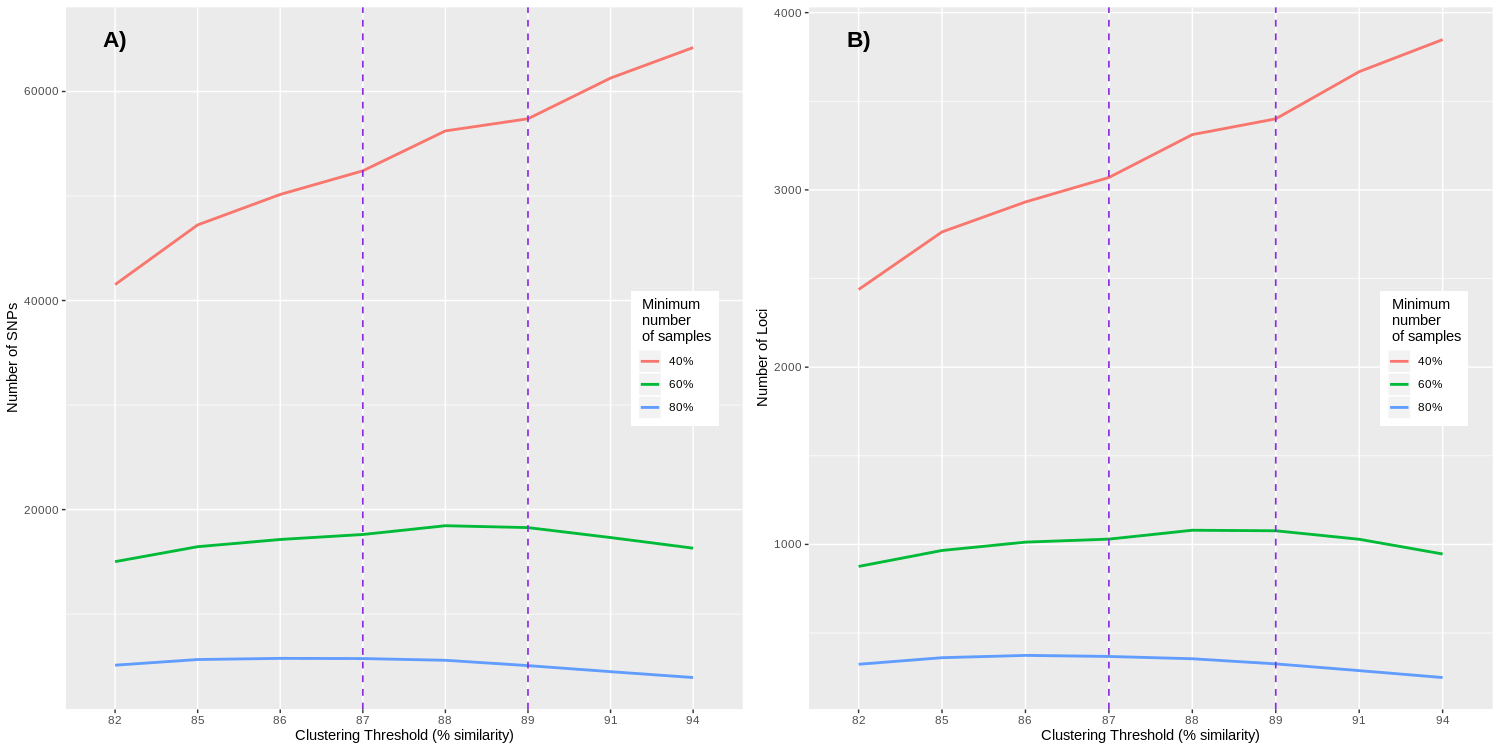 A)
60000
40000
20000
Number of SNPs
Minimum
number
of samples
40%
60%
80%
82 85 86 87 88 89 91 94
Clustering Threshold (% similarity)
B)
4000
3000
2000
1000
Number of Loci
Minimum
number
of samples
40%
60%
80%
82 85 86 87 88 89 91 94
Clustering Threshold (% similarity)